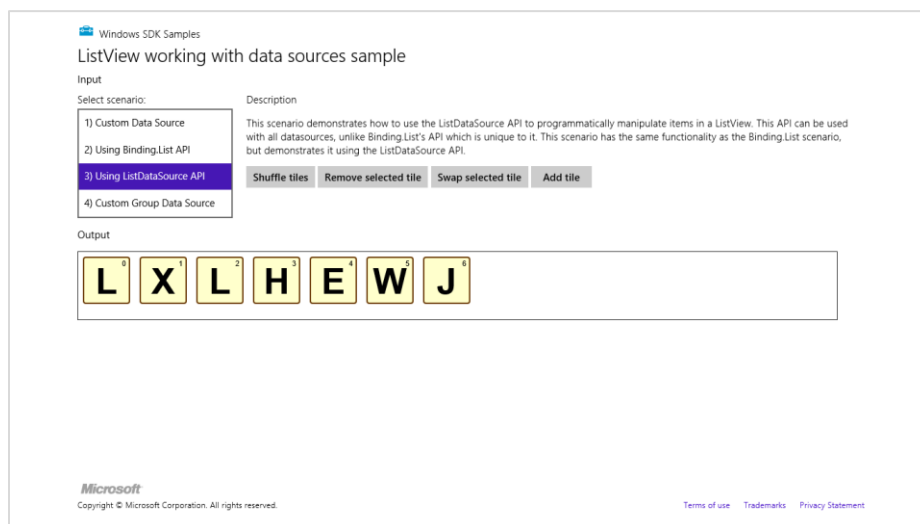 Windows SDK Samples
ListView working with data sources sample
Input
Select scenario:
1) Custom Data Source
2) Using Binding.List API
3) Using ListDataSource API
4) Custom Group Data Source
Description
This scenario demonstrates how to use the ListDataSource API to programmatically manipulate items in a ListView. This API can be used
with all datasources, unlike Binding.List's API which is unique to it. This scenario has the same functionality as the Binding.List scenario,
but demonstrates it using the ListDataSource API.
Shuffle tiles Remove selected tile Swap selected tile Add tile
Output
L 0 X 1 L 2 H 3 E 4 W 5 J 6
Microsoft
Copyright © Microsoft Corporation. All rights reserved.
Terms of use Trademarks Privacy Statement